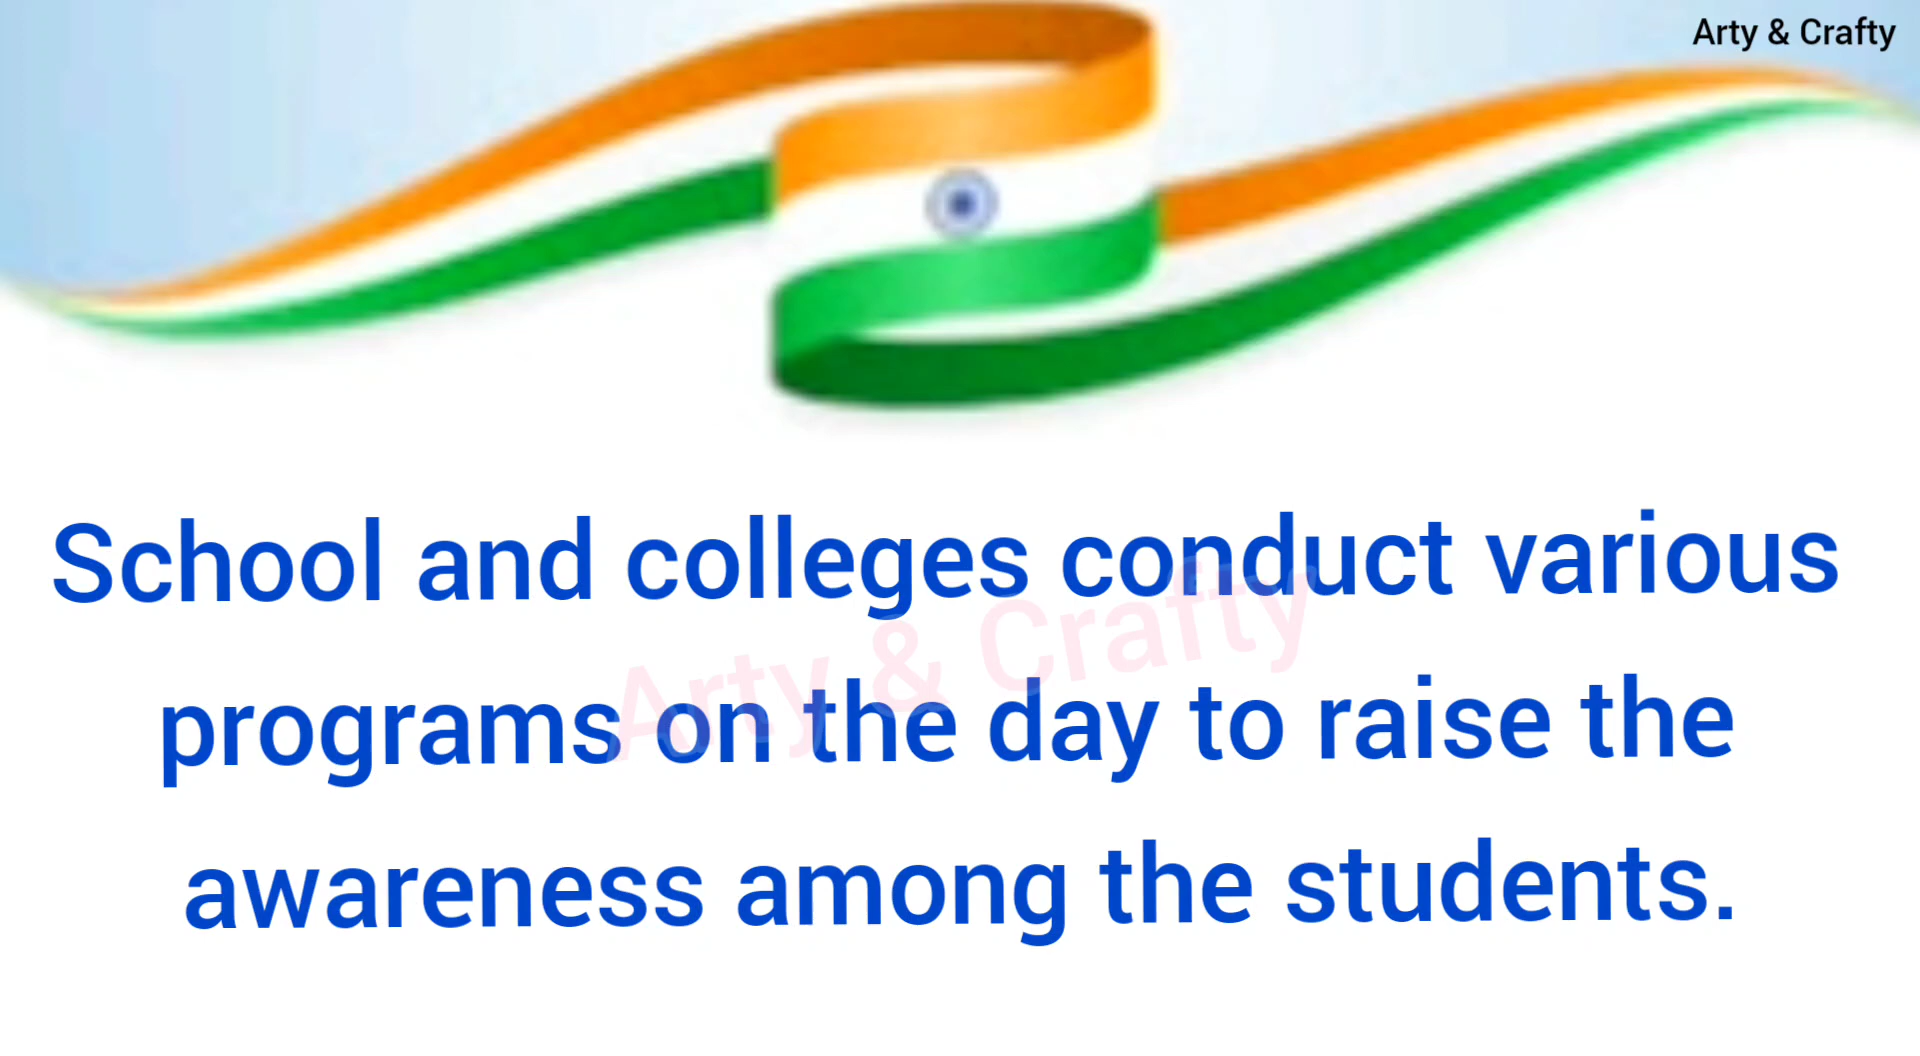 Arty & Crafty
School and colleges conduct various
programs on the day to raise the
awareness among the students.
Arty & Crafty